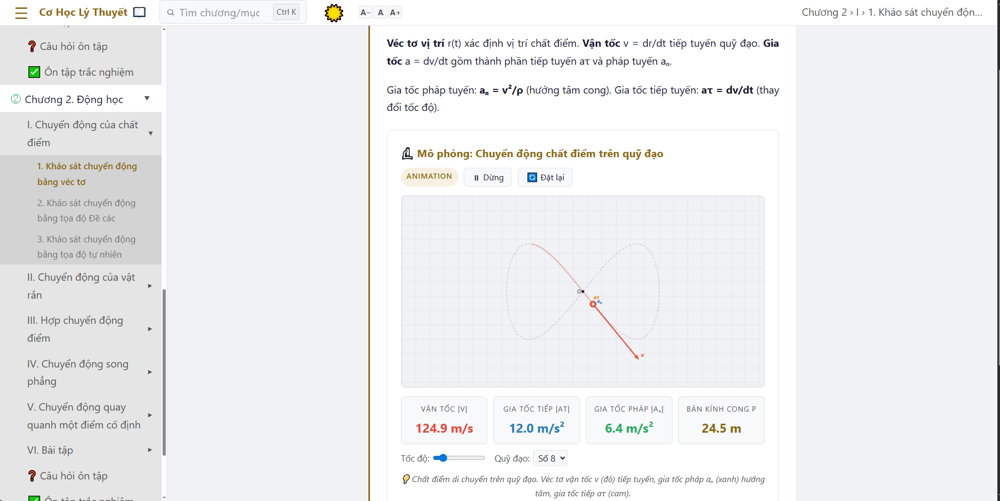 Cơ Học Lý Thuyết
Tìm chương/mục
Ctrl K
A−
A
A+
Chương 2 › I › 1. Khảo sát chuyển độn...
Câu hỏi ôn tập
Ôn tập trắc nghiệm
② Chương 2. Động học
I. Chuyển động của chất
điểm
1. Khảo sát chuyển động
bằng véc tơ
2. Khảo sát chuyển động
bằng tọa độ Đề các
3. Khảo sát chuyển động
bằng tọa độ tự nhiên
II. Chuyển động của vật
rắn
III. Hợp chuyển động
điểm
IV. Chuyển động song
phẳng
V. Chuyển động quay
quanh một điểm cố định
VI. Bài tập
Câu hỏi ôn tập
Ôn tập trắc nghiệm
Véc tơ vị trí r(t) xác định vị trí chất điểm. Vận tốc v = dr/dt tiếp tuyến quỹ đạo. Gia
tốc a = dv/dt gồm thành phần tiếp tuyến aτ và pháp tuyến aₙ.
Gia tốc pháp tuyến: aₙ = v²/ρ (hướng tâm cong). Gia tốc tiếp tuyến: aτ = dv/dt (thay
đổi tốc độ).
Mô phỏng: Chuyển động chất điểm trên quỹ đạo
ANIMATION
Dừng
Đặt lại
O
aτ
aₙ
v
VẬN TỐC |V|
124.9 m/s
GIA TỐC TIẾP |AΤ|
12.0 m/s²
GIA TỐC PHÁP |Aₙ|
6.4 m/s²
BÁN KÍNH CONG Ρ
24.5 m
Tốc độ:
Quỹ đạo:
Số 8
Chất điểm di chuyển trên quỹ đạo. Véc tơ vận tốc v (đỏ) tiếp tuyến, gia tốc pháp aₙ (xanh) hướng
tâm, gia tốc tiếp aτ (cam).